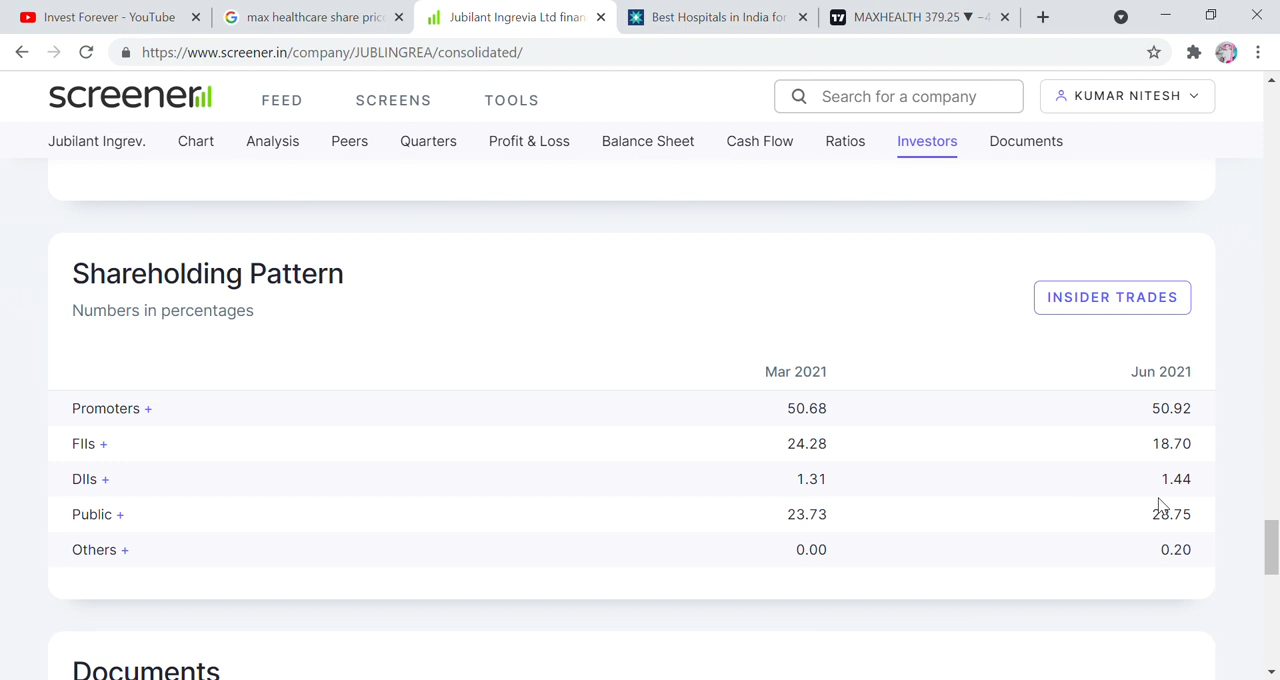 Invest Forever - YouTube
max healthcare share pric
Jubilant Ingrevia Ltd finan
Best Hospitals in India for
MAXHEALTH 379.25 ▼ −4
https://www.screener.in/company/JUBLINGREA/consolidated/
screener
FEED
SCREENS
TOOLS
Search for a company
KUMAR NITESH
Jubilant Ingrev. Chart Analysis Peers Quarters Profit & Loss Balance Sheet Cash Flow Ratios Investors Documents
Shareholding Pattern
Numbers in percentages
INSIDER TRADES
Mar 2021 Jun 2021
Promoters + 50.68 50.92
FIIs + 24.28 18.70
DIIs + 1.31 1.44
Public + 23.73 28.75
Others + 0.00 0.20
Documents